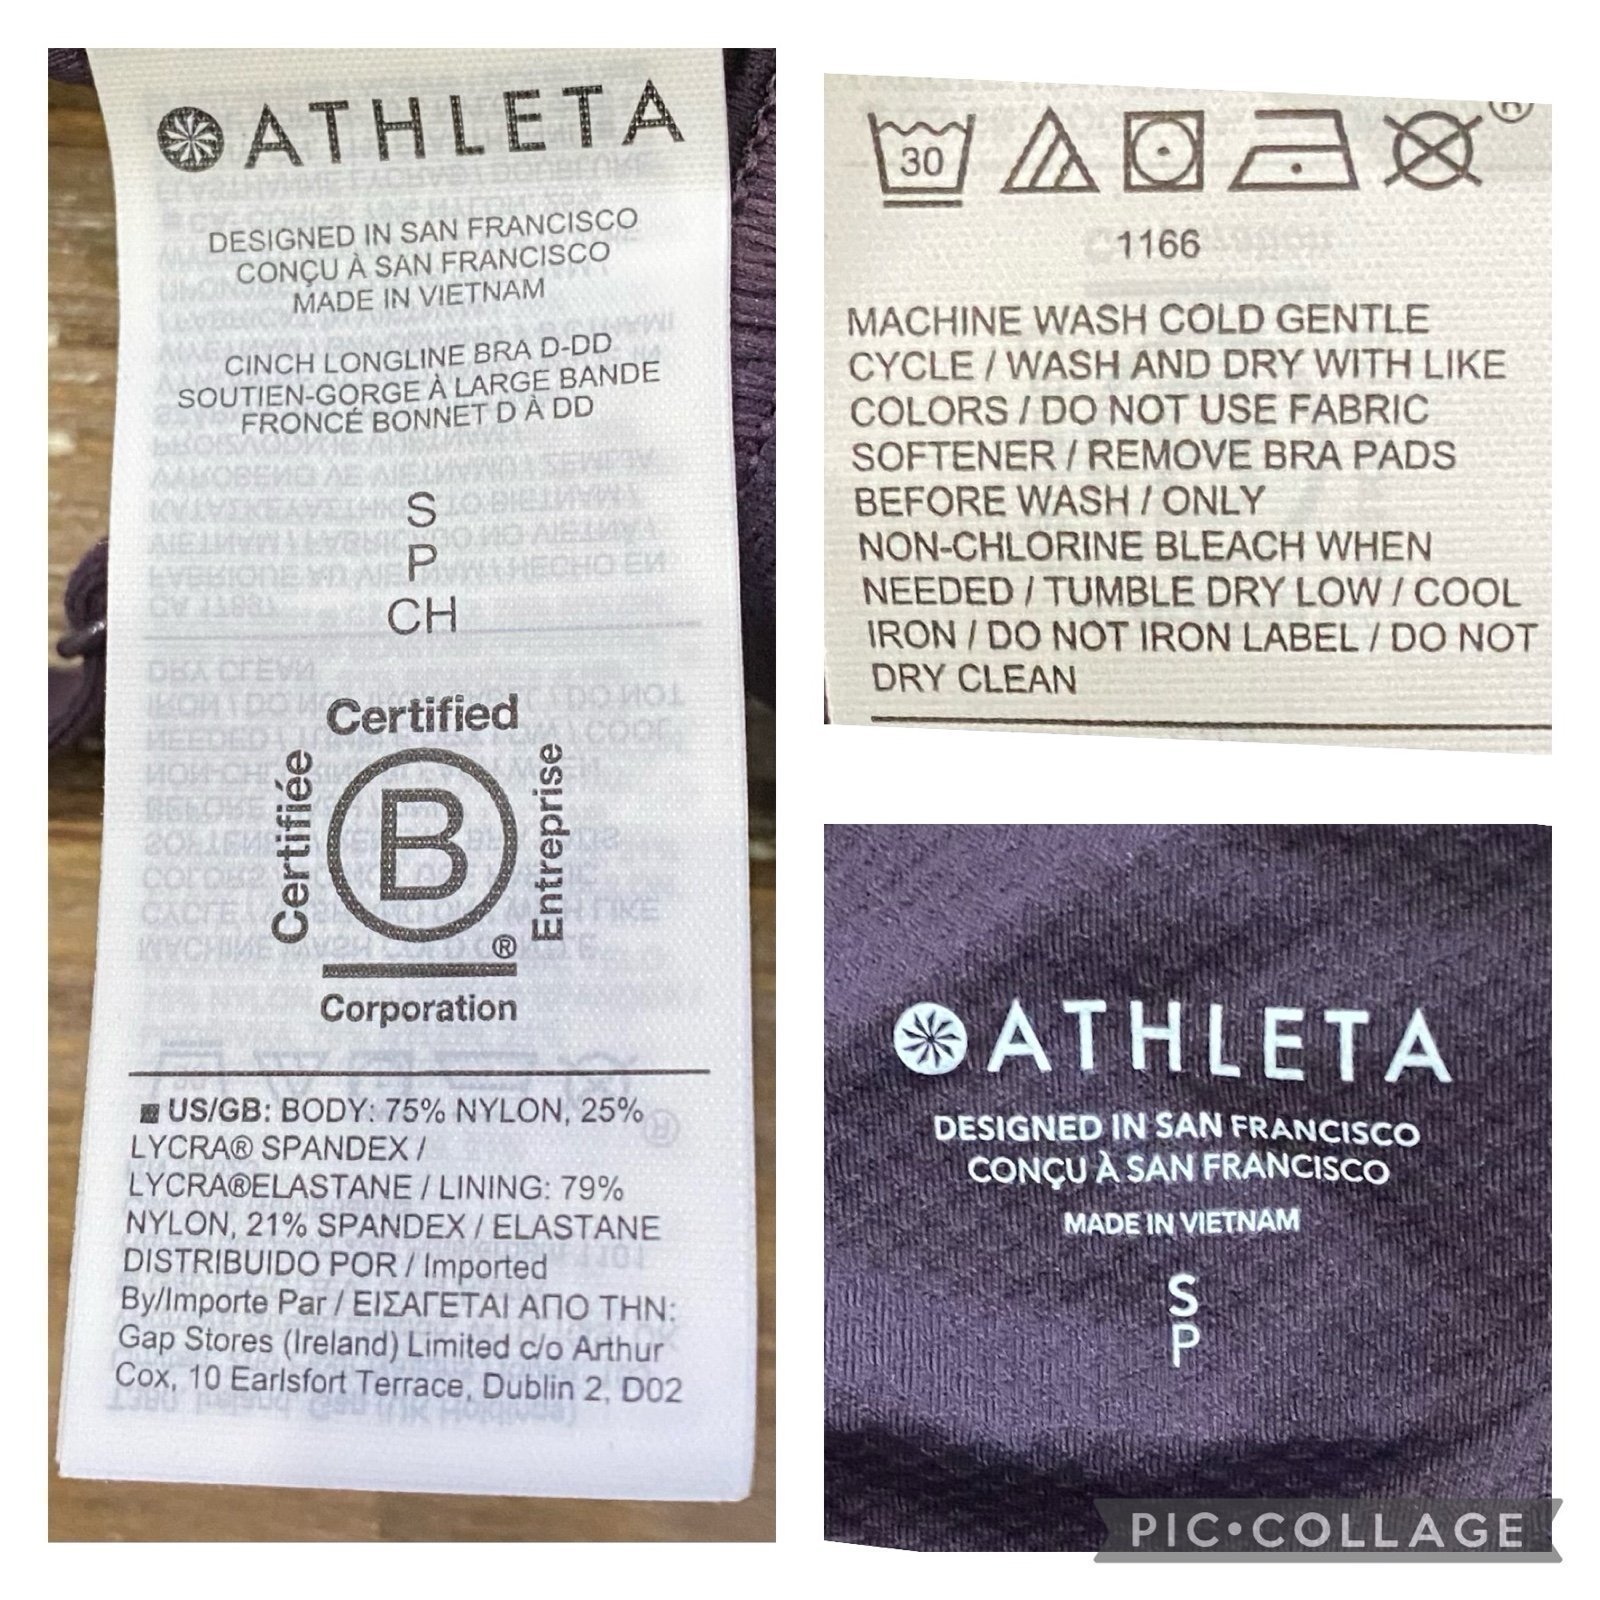 ATHLETA
DESIGNED IN SAN FRANCISCO
CONÇU À SAN FRANCISCO
MADE IN VIETNAM
CINCH LONGLINE BRA D-DD
SOUTIEN-GORGE À LARGE BANDE
FRONCÉ BONNET D À DD
S
P
CH
Certified
Certifiée
B
Entreprise
®
Corporation
US/GB: BODY: 75% NYLON, 25%
LYCRA® SPANDEX /
LYCRA®ELASTANE / LINING: 79%
NYLON, 21% SPANDEX / ELASTANE
DISTRIBUIDO POR / Imported
By/Importe Par / ΕΙΣΑΓΕΤΑΙ ΑΠΟ ΤΗΝ:
Gap Stores (Ireland) Limited c/o Arthur
Cox, 10 Earlsfort Terrace, Dublin 2, D02
®
30
1166
MACHINE WASH COLD GENTLE
CYCLE / WASH AND DRY WITH LIKE
COLORS / DO NOT USE FABRIC
SOFTENER / REMOVE BRA PADS
BEFORE WASH / ONLY
NON-CHLORINE BLEACH WHEN
NEEDED / TUMBLE DRY LOW / COOL
IRON / DO NOT IRON LABEL / DO NOT
DRY CLEAN
ATHLETA
DESIGNED IN SAN FRANCISCO
CONÇU À SAN FRANCISCO
MADE IN VIETNAM
S
P
PIC•COLLAGE